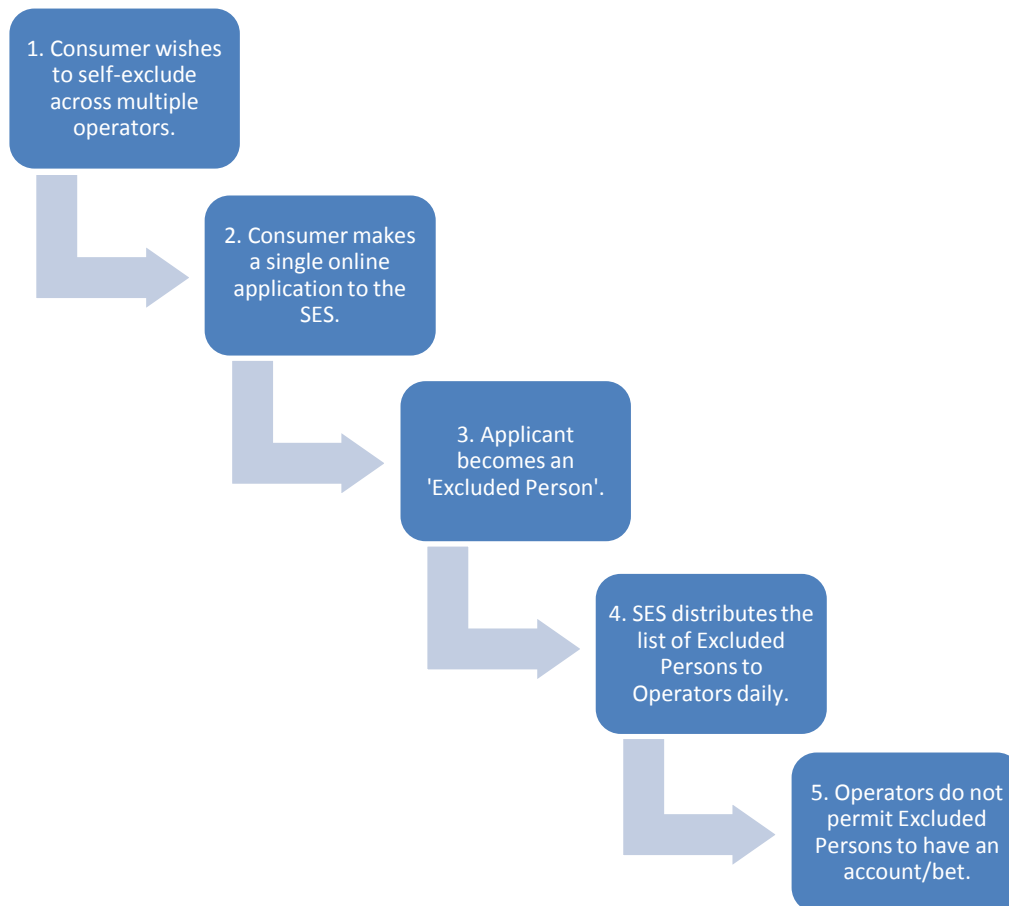 1. Consumer wishes
to self-exclude
across multiple
operators.
2. Consumer makes
a single online
application to the
SES.
3. Applicant
becomes an
'Excluded Person'.
4. SES distributes the
list of Excluded
Persons to
Operators daily.
5. Operators do not
permit Excluded
Persons to have an
account/bet.